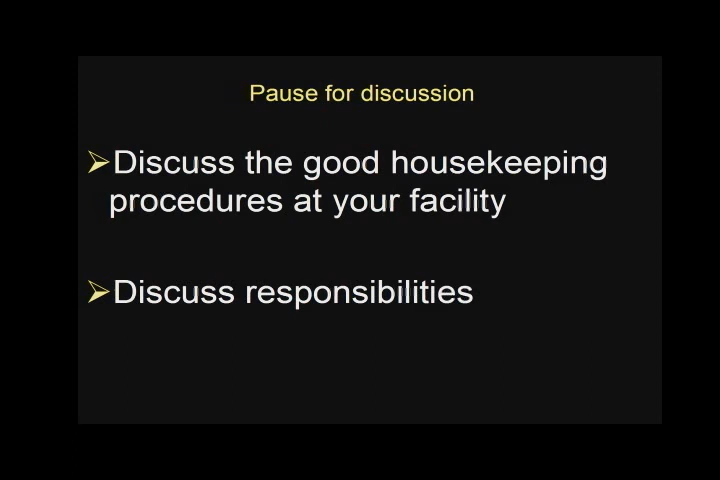 Pause for discussion
➢Discuss the good housekeeping
procedures at your facility
➢Discuss responsibilities